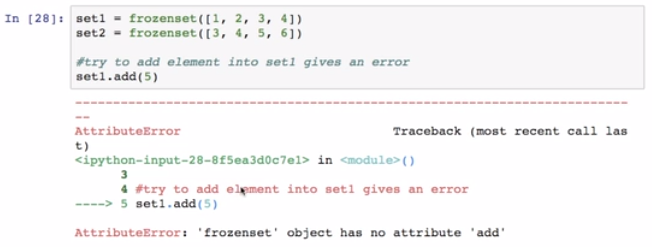 In [28]: set1 = frozenset([1, 2, 3, 4])
set2 = frozenset([3, 4, 5, 6])
#try to add element into set1 gives an error
set1.add(5)
---------------------------------------------------------------------------
--
AttributeError                            Traceback (most recent call las
t)
<ipython-input-28-8f5ea3d0c7e1> in <module>()
      3
      4 #try to add element into set1 gives an error
----> 5 set1.add(5)
AttributeError: 'frozenset' object has no attribute 'add'